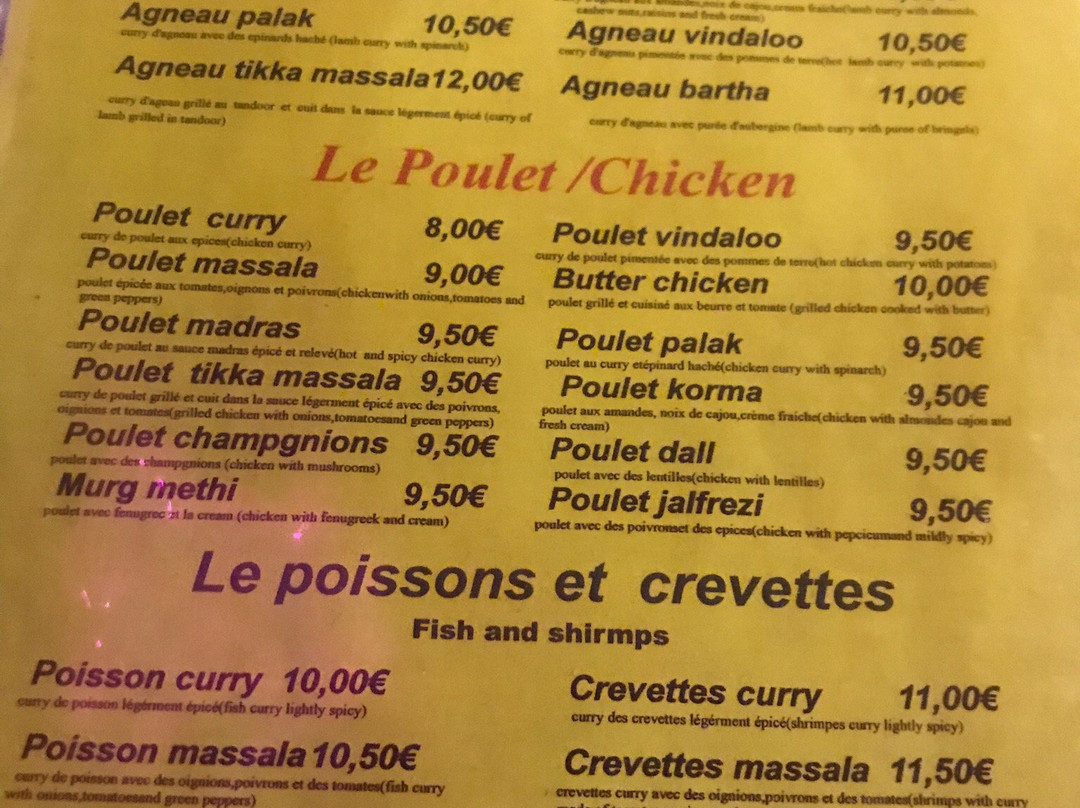 Agneau palak 10,50€
curry d'agneau avec des epinards haché (lamb curry with spinarch)
Agneau tikka massala 12,00€
curry d'ageau grillé au tandoor et cuit dans la sauce légerment épicé (curry of
lamb grilled in tandoor)
cashew nuts,raisins and fresh cream)
Agneau vindaloo 10,50€
curry d'agneau pimentée avec des pommes de terre(hot lamb curry with potatoes)
Agneau bartha 11,00€
curry d'agneau avec purée d'aubergine (lamb curry with puree of bringels)
Le Poulet /Chicken
Poulet curry 8,00€
curry de poulet aux epices(chicken curry)
Poulet massala 9,00€
poulet épicée aux tomates,oignons et poivrons(chickenwith onions,tomatoes and
green peppers)
Poulet madras 9,50€
curry de poulet au sauce madras épicé et relevé(hot and spicy chicken curry)
Poulet tikka massala 9,50€
curry de poulet grillé et cuit dans la sauce légerment épicé avec des poivrons,
oignions et tomates(grilled chicken with onions,tomatoesand green peppers)
Poulet champgnions 9,50€
poulet avec des champgnions (chicken with mushrooms)
Murg methi 9,50€
poulet avec fenugrec et la cream (chicken with fenugreek and cream)
Poulet vindaloo 9,50€
curry de poulet pimentée avec des pommes de terre(hot chicken curry with potatoes)
Butter chicken 10,00€
poulet grillé et cuisiné aux beurre et tomate (grilled chicken cooked with butter)
Poulet palak 9,50€
poulet au curry etépinard haché(chicken curry with spinarch)
Poulet korma 9,50€
poulet aux amandes, noix de cajou,crème fraiche(chicken with almondes cajou and
fresh cream)
Poulet dall 9,50€
poulet avec des lentilles(chicken with lentilles)
Poulet jalfrezi 9,50€
poulet avec des poivronset des epices(chicken with pepcicumand mildly spicy)
Le poissons et crevettes
Fish and shirmps
Poisson curry 10,00€
curry de poisson légérment épicé(fish curry lightly spicy)
Poisson massala 10,50€
curry de poisson avec des oignions,poivrons et des tomates(fish curry
with onions,tomatoesand green peppers)
Crevettes curry 11,00€
curry des crevettes légérment épicé(shrimpes curry lightly spicy)
Crevettes massala 11,50€
crevettes curry avec des oignions,poivrons et des tomates(shrimps with curry